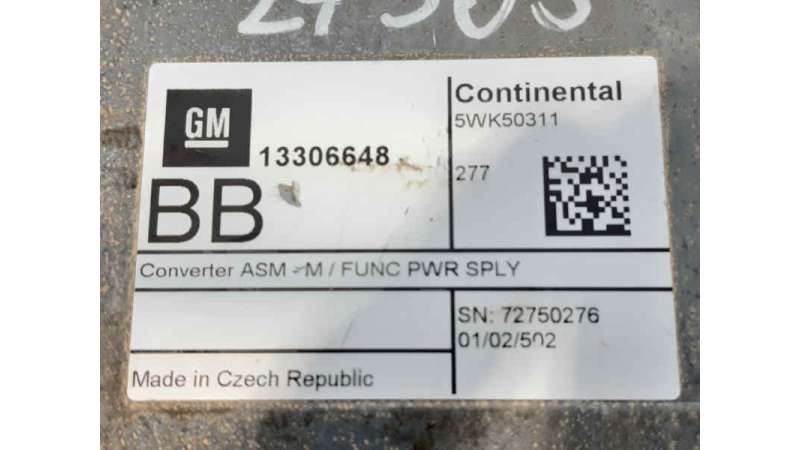 GM
13306648
BB
Continental
5WK50311
277
Converter ASM - M / FUNC PWR SPLY
SN: 72750276
01/02/502
Made in Czech Republic